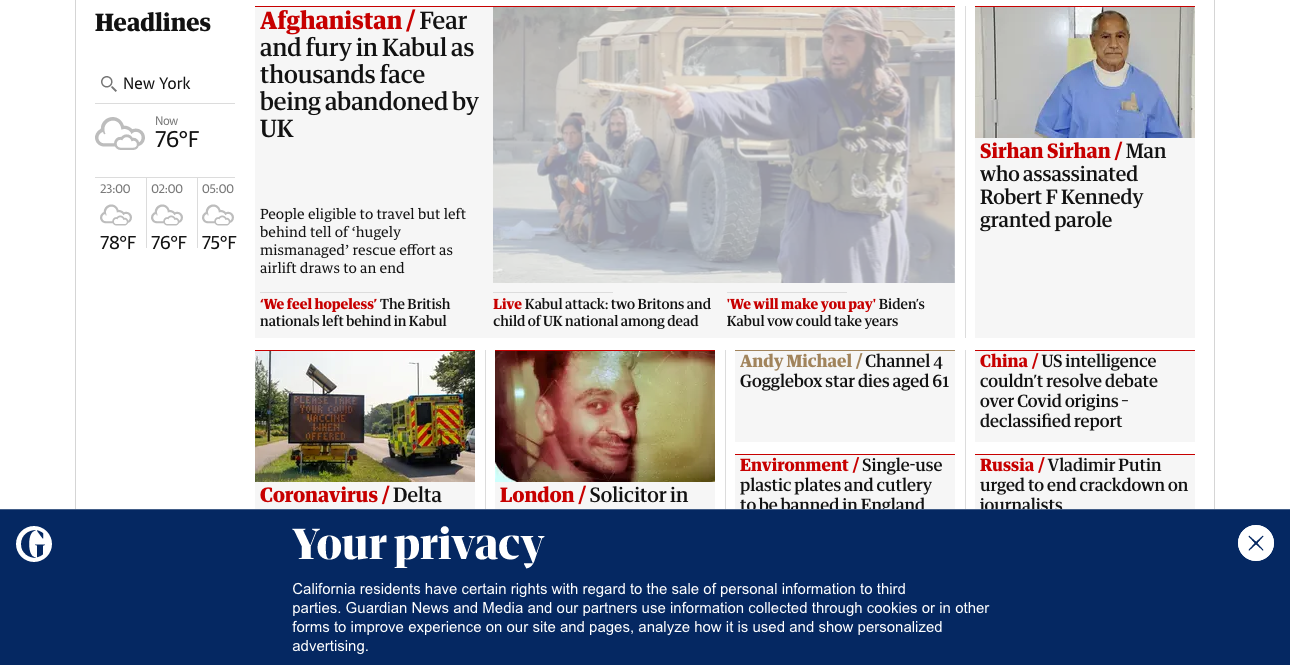 Headlines
New York
Now
76°F
23:00
02:00
05:00
78°F
76°F
75°F
Afghanistan / Fear
and fury in Kabul as
thousands face
being abandoned by
UK
People eligible to travel but left
behind tell of ‘hugely
mismanaged’ rescue effort as
airlift draws to an end
‘We feel hopeless’ The British
nationals left behind in Kabul
Live Kabul attack: two Britons and
child of UK national among dead
'We will make you pay' Biden’s
Kabul vow could take years
Sirhan Sirhan / Man
who assassinated
Robert F Kennedy
granted parole
PLEASE TAKE
YOUR COVID
VACCINE
WHEN
OFFERED
Coronavirus / Delta
London / Solicitor in
Andy Michael / Channel 4
Gogglebox star dies aged 61
Environment / Single-use
plastic plates and cutlery
to be banned in England
China / US intelligence
couldn’t resolve debate
over Covid origins –
declassified report
Russia / Vladimir Putin
urged to end crackdown on
journalists
G
Your privacy
California residents have certain rights with regard to the sale of personal information to third
parties. Guardian News and Media and our partners use information collected through cookies or in other
forms to improve experience on our site and pages, analyze how it is used and show personalized
advertising.